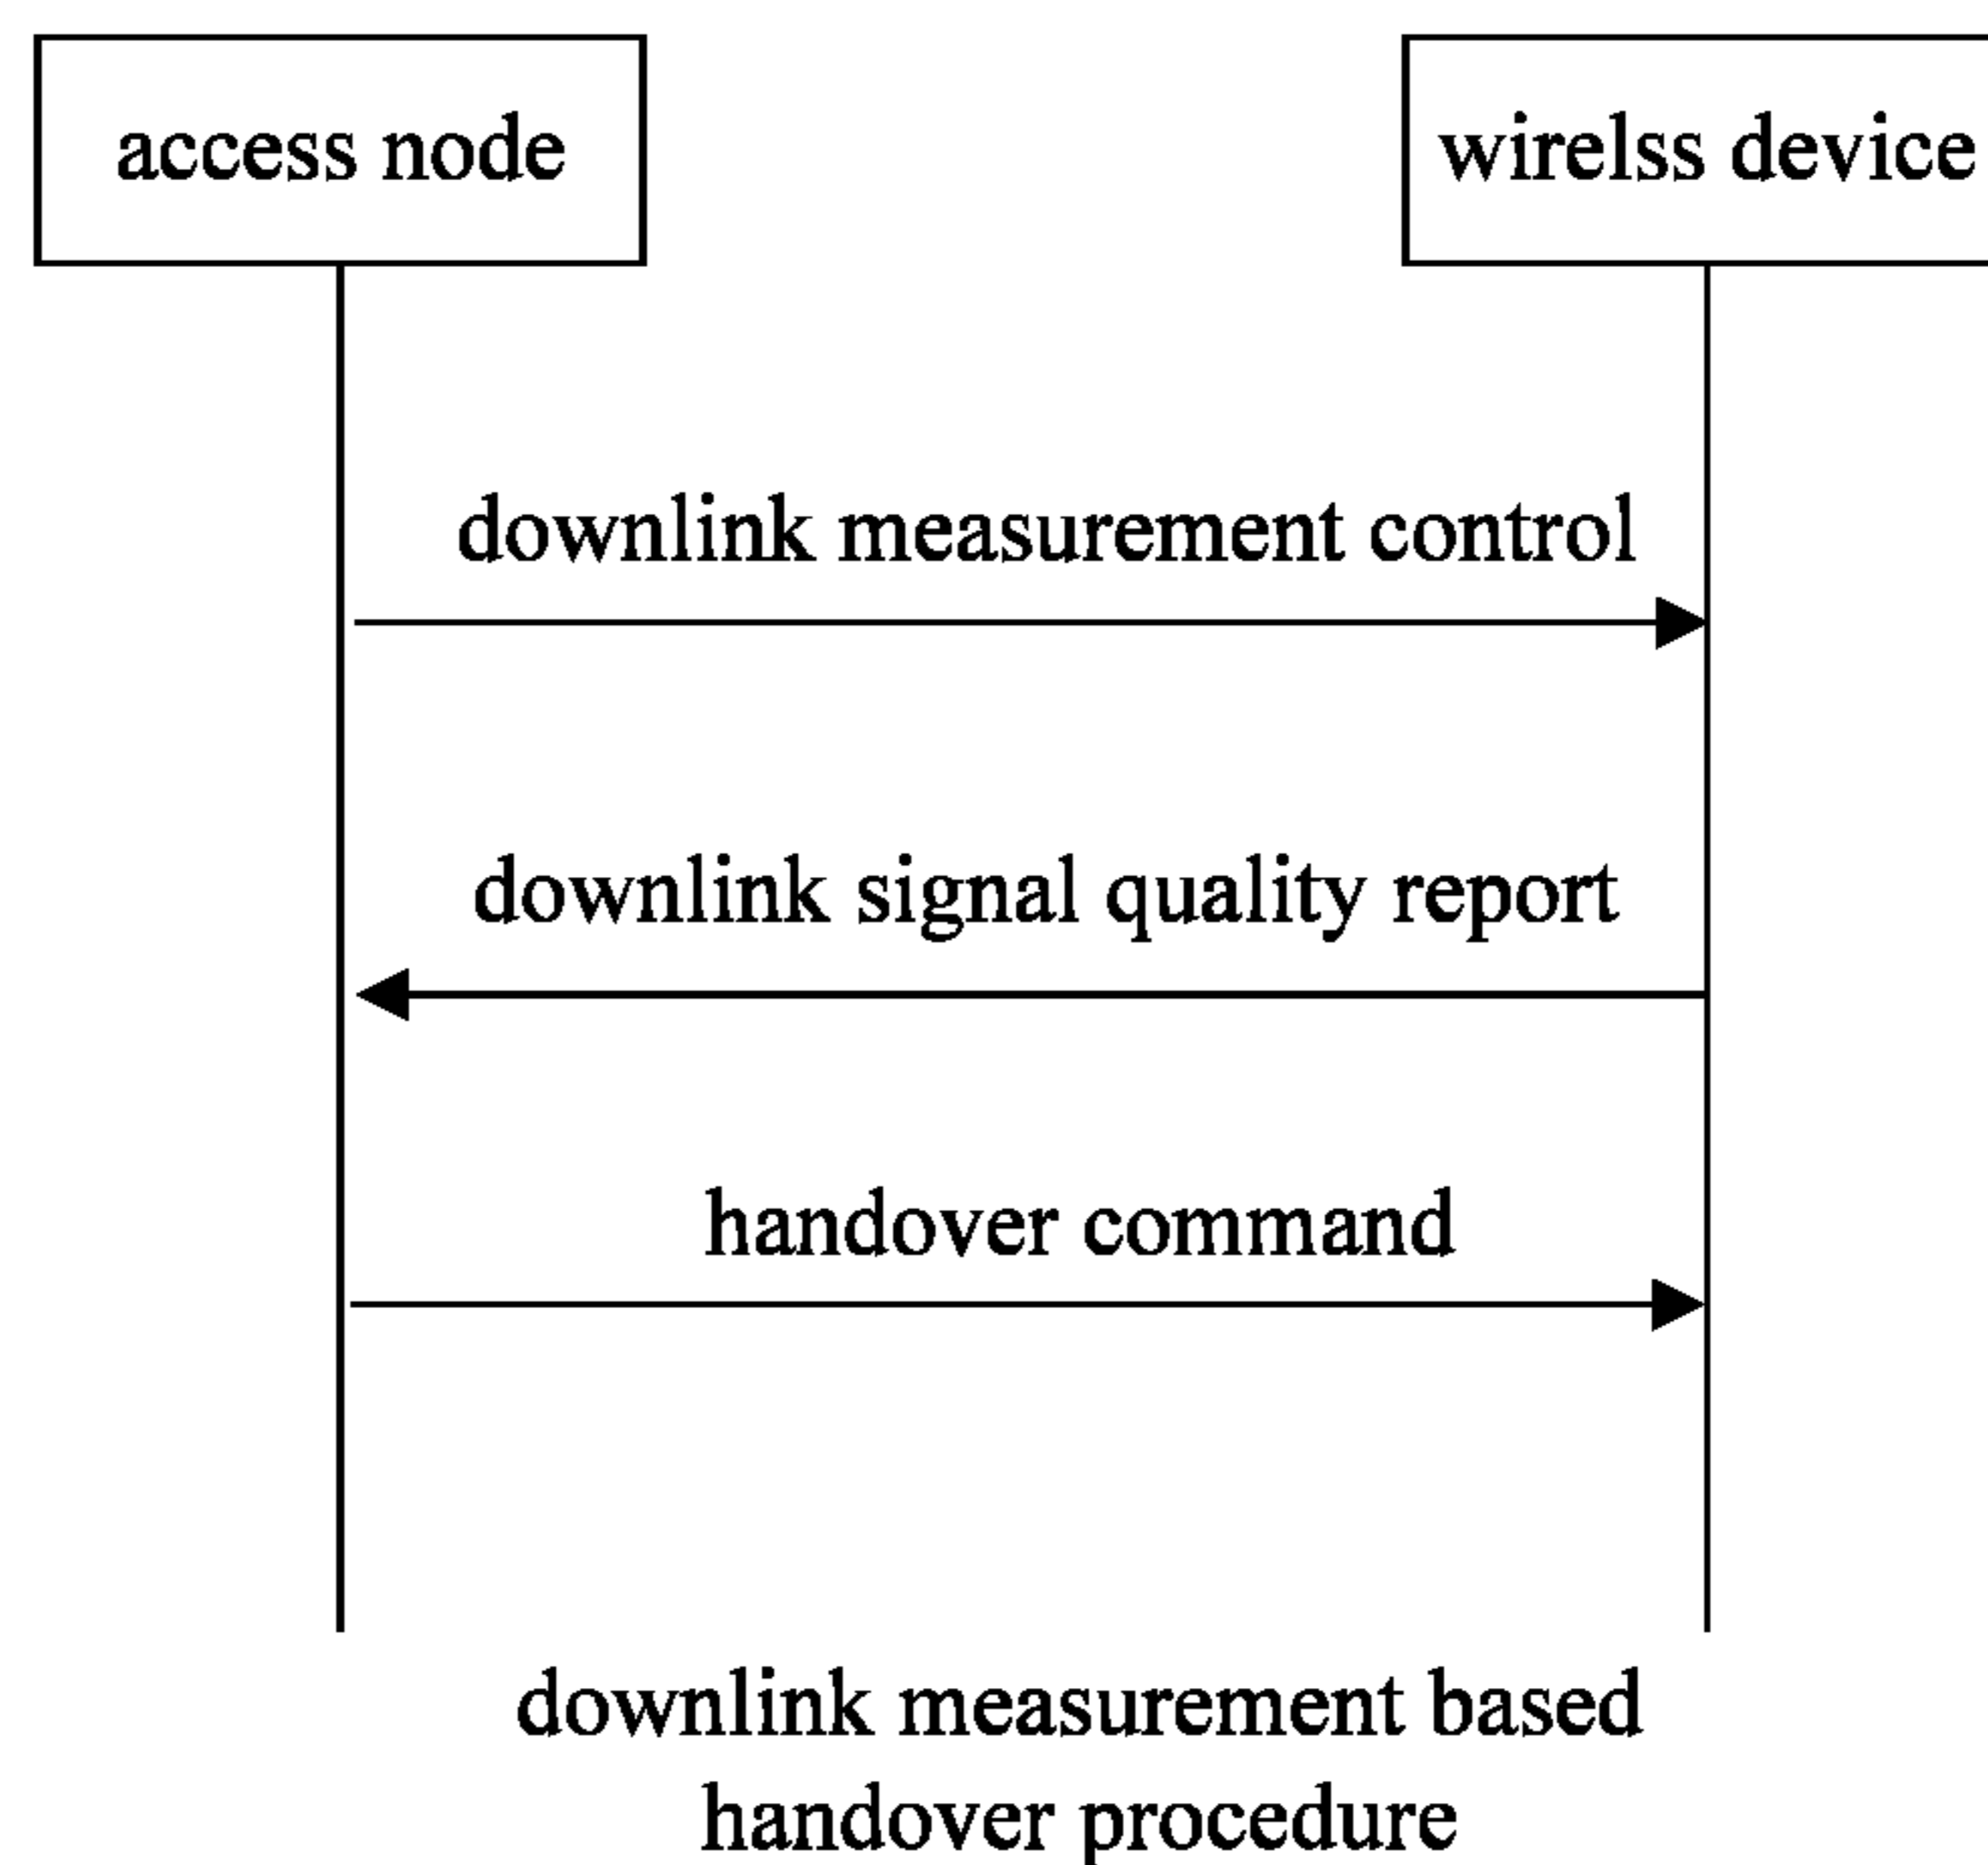 access node
wirelss device
downlink measurement control
downlink signal quality report
handover command
downlink measurement based
handover procedure